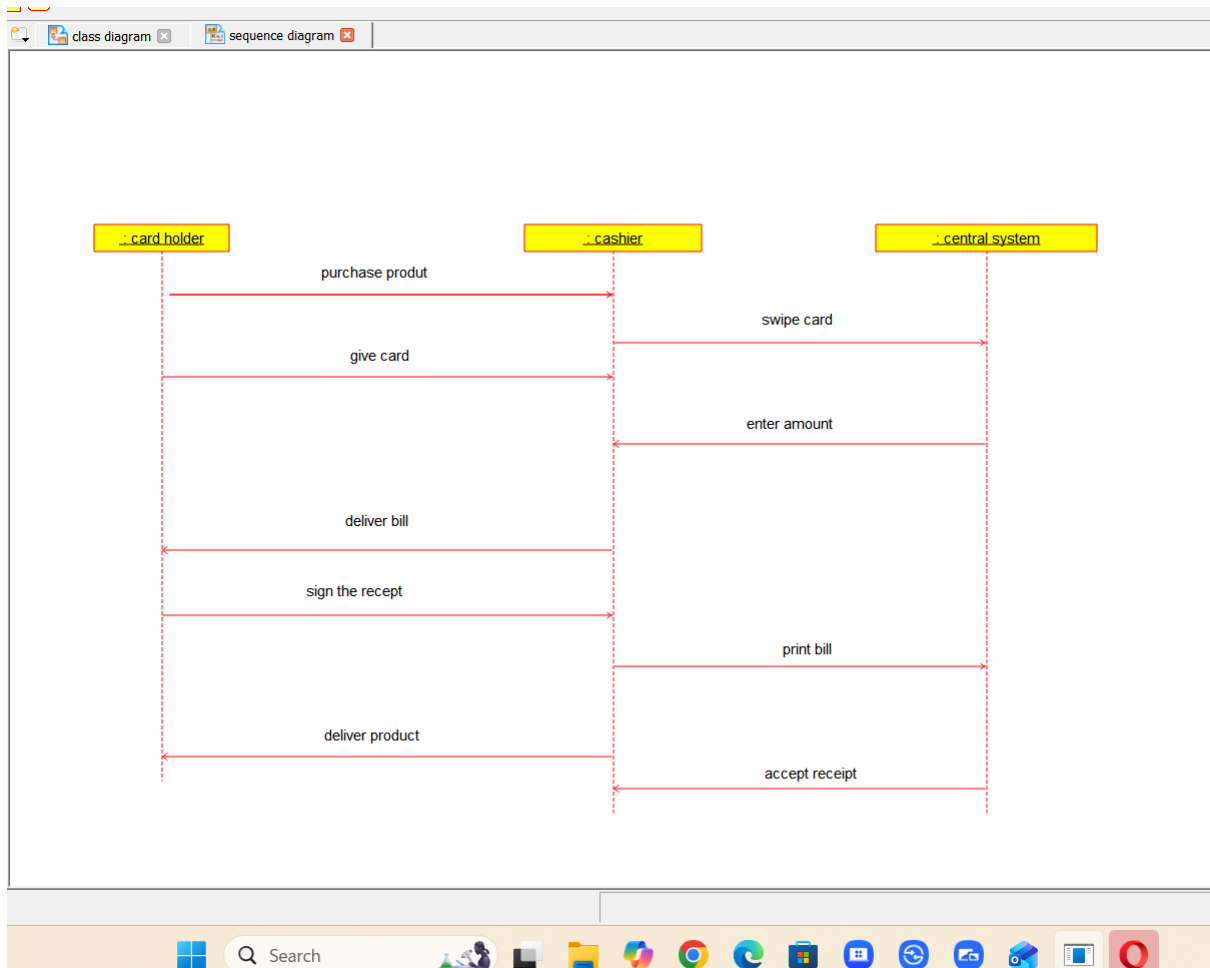 class diagram
sequence diagram
: card holder
: cashier
: central system
purchase produt
swipe card
give card
enter amount
deliver bill
sign the recept
print bill
deliver product
accept receipt
Search